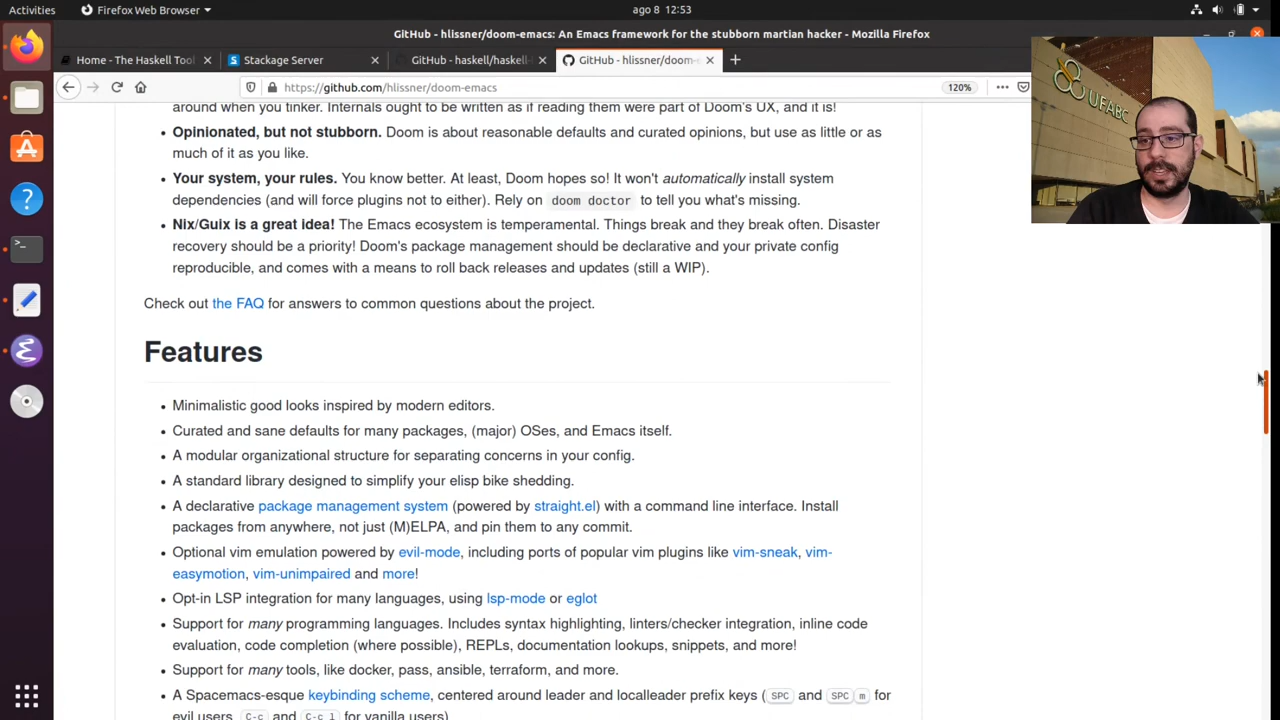 Activities
Firefox Web Browser
ago 8 12:53
GitHub - hlissner/doom-emacs: An Emacs framework for the stubborn martian hacker - Mozilla Firefox
Home - The Haskell Tool
Stackage Server
GitHub - haskell/haskell-
GitHub - hlissner/doom-e
https://github.com/hlissner/doom-emacs
120%
UFABC
around when you tinker. Internals ought to be written as if reading them were part of Doom's UX, and it is!
Opinionated, but not stubborn. Doom is about reasonable defaults and curated opinions, but use as little or as
much of it as you like.
Your system, your rules. You know better. At least, Doom hopes so! It won't automatically install system
dependencies (and will force plugins not to either). Rely on doom doctor to tell you what's missing.
Nix/Guix is a great idea! The Emacs ecosystem is temperamental. Things break and they break often. Disaster
recovery should be a priority! Doom's package management should be declarative and your private config
reproducible, and comes with a means to roll back releases and updates (still a WIP).
Check out the FAQ for answers to common questions about the project.
Features
Minimalistic good looks inspired by modern editors.
Curated and sane defaults for many packages, (major) OSes, and Emacs itself.
A modular organizational structure for separating concerns in your config.
A standard library designed to simplify your elisp bike shedding.
A declarative package management system (powered by straight.el) with a command line interface. Install
packages from anywhere, not just (M)ELPA, and pin them to any commit.
Optional vim emulation powered by evil-mode, including ports of popular vim plugins like vim-sneak, vim-
easymotion, vim-unimpaired and more!
Opt-in LSP integration for many languages, using lsp-mode or eglot
Support for many programming languages. Includes syntax highlighting, linters/checker integration, inline code
evaluation, code completion (where possible), REPLs, documentation lookups, snippets, and more!
Support for many tools, like docker, pass, ansible, terraform, and more.
A Spacemacs-esque keybinding scheme, centered around leader and localleader prefix keys (SPC and SPC m for
evil users, C-c and C-c l for vanilla users)